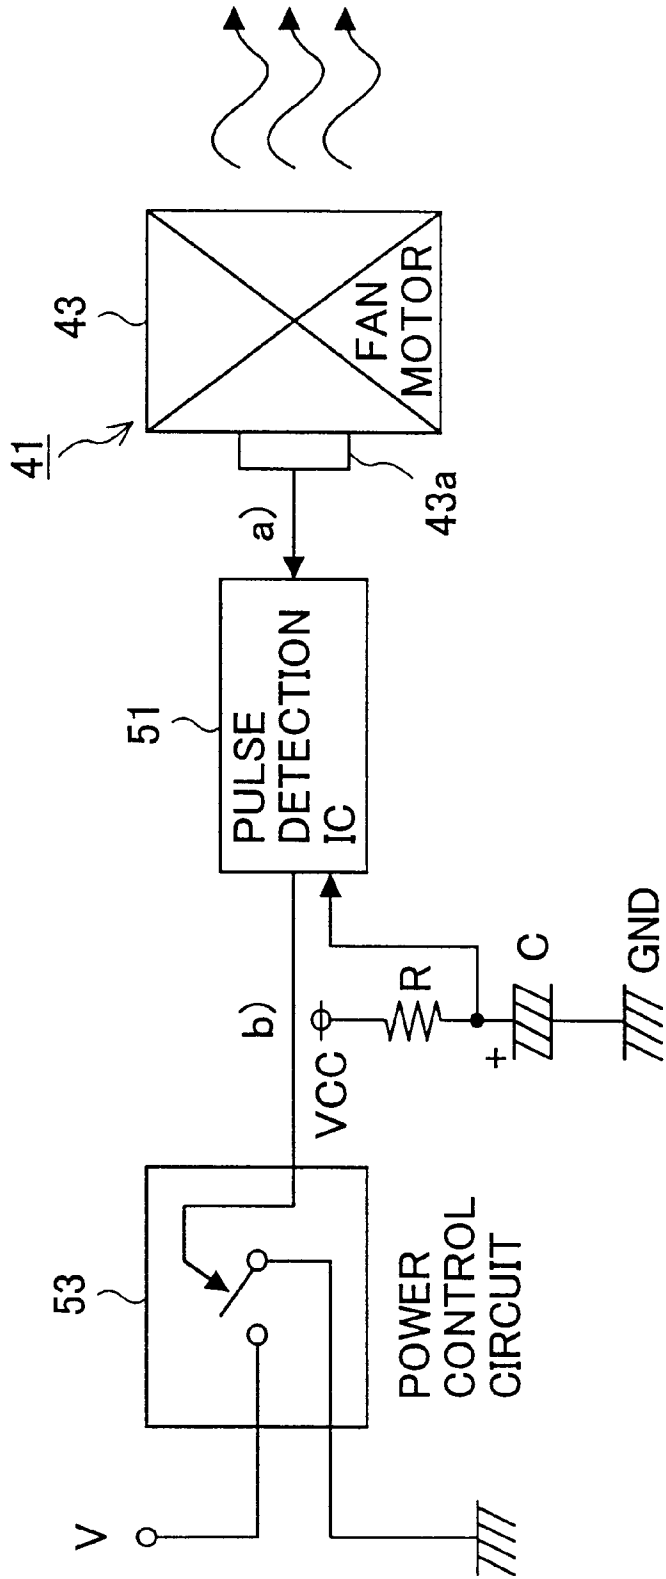 41
43
FAN
MOTOR
43a
a)
51
PULSE
DETECTION
IC
b)
VCC
R
+
C
GND
53
POWER
CONTROL
CIRCUIT
V